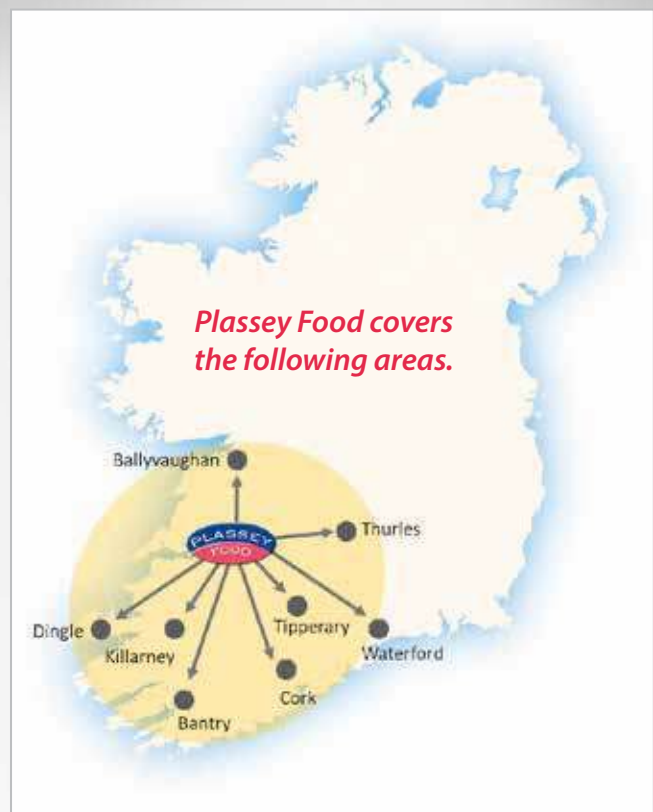 Plassey Food covers
the following areas.
Ballyvaughan
Thurles
PLASSEY
FOOD
Dingle
Killarney
Tipperary
Waterford
Cork
Bantry